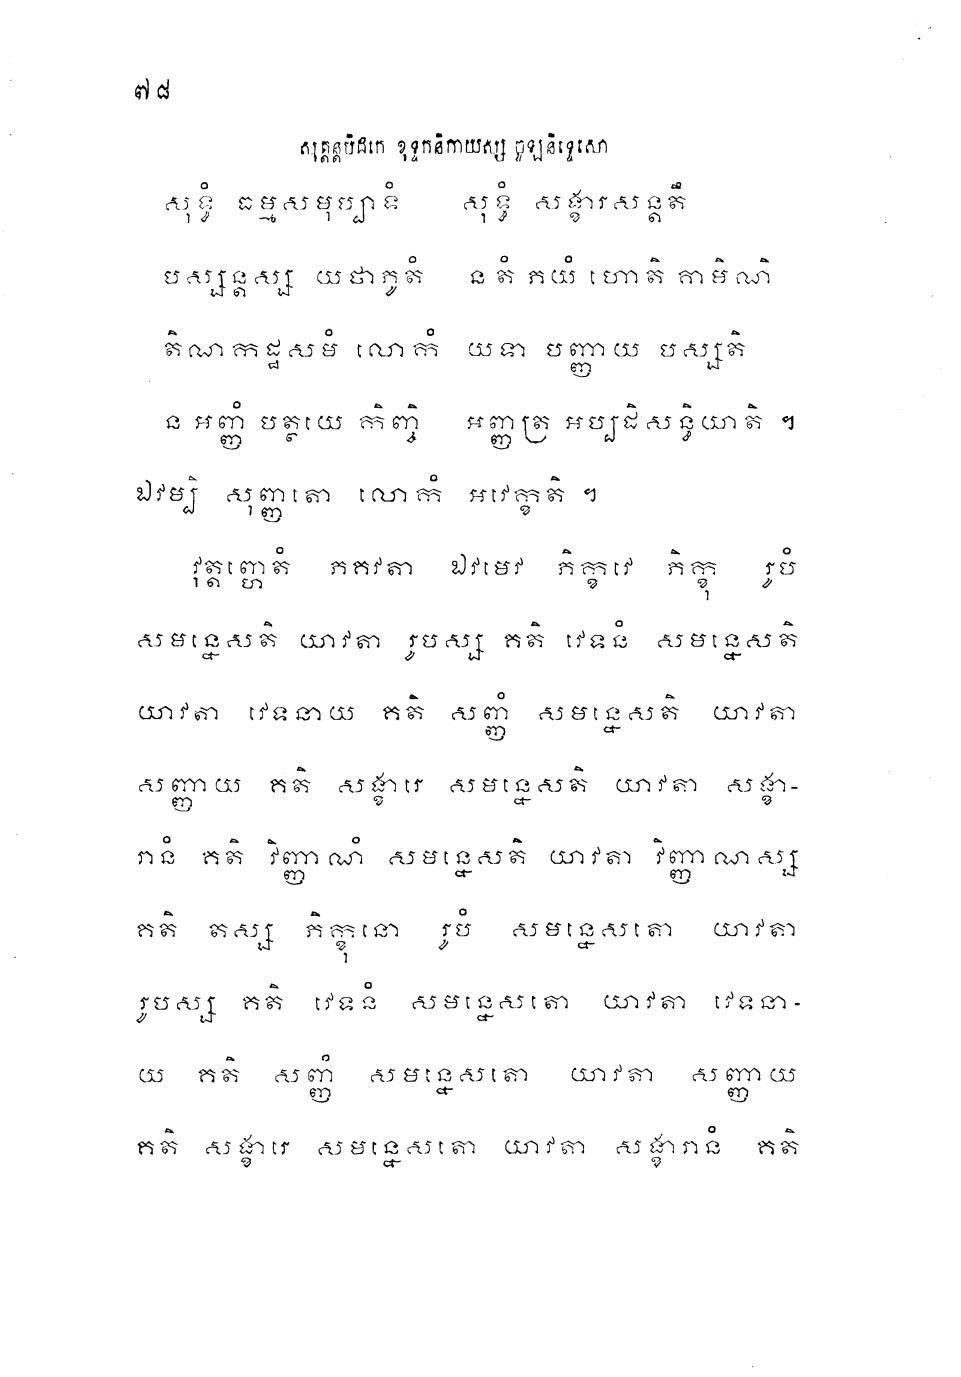 ៧៨
សុត្តន្តបិដកេ ខុទ្ទកនិកាយស្ស ចូឡនិទ្ទេសោ
សុទ្ធំ ធម្មសមុប្បាទំ សុទ្ធំ សង្ខារសន្តតឹ
បស្សន្តស្ស យថាភូតំ ន តំ ភយំ ហោតិ គាមិណិ
តិណកដ្ឋសមំ លោកំ យទា បញ្ញាយ បស្សតិ
ន អញ្ញំ បត្ថយេ កិញ្ចិ អញ្ញត្រ អប្បដិសន្ធិយាតិ ។
ឯវម្បិ សុញ្ញតោ លោកំ អវេក្ខតិ ។
វុត្តញ្ហេតំ ភគវតា ឯវមេវ ភិក្ខវេ ភិក្ខុ រូបំ
សមន្នេសតិ យាវតា រូបស្ស គតិ វេទនំ សមន្នេសតិ
យាវតា វេទនាយ គតិ សញ្ញំ សមន្នេសតិ យាវតា
សញ្ញាយ គតិ សង្ខារេ សមន្នេសតិ យាវតា សង្ខា-
រានំ គតិ វិញ្ញាណំ សមន្នេសតិ យាវតា វិញ្ញាណស្ស
គតិ តស្ស ភិក្ខុនោ រូបំ សមន្នេសតោ យាវតា
រូបស្ស គតិ វេទនំ សមន្នេសតោ យាវតា វេទនា-
យ គតិ សញ្ញំ សមន្នេសតោ យាវតា សញ្ញាយ
គតិ សង្ខារេ សមន្នេសតោ យាវតា សង្ខារានំ គតិ